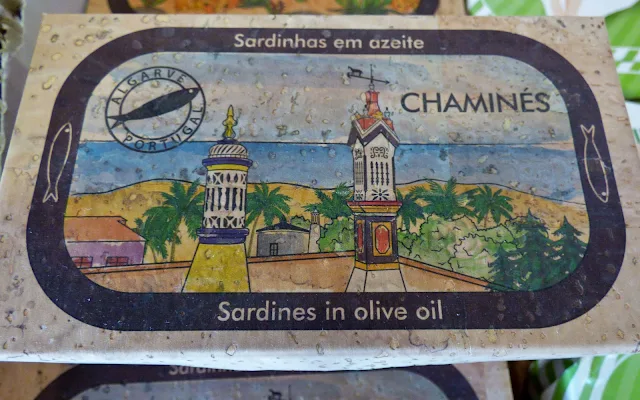 Sardinhas em azeite
ALGARVE
PORTUGAL
CHAMINÉS
Sardines in olive oil